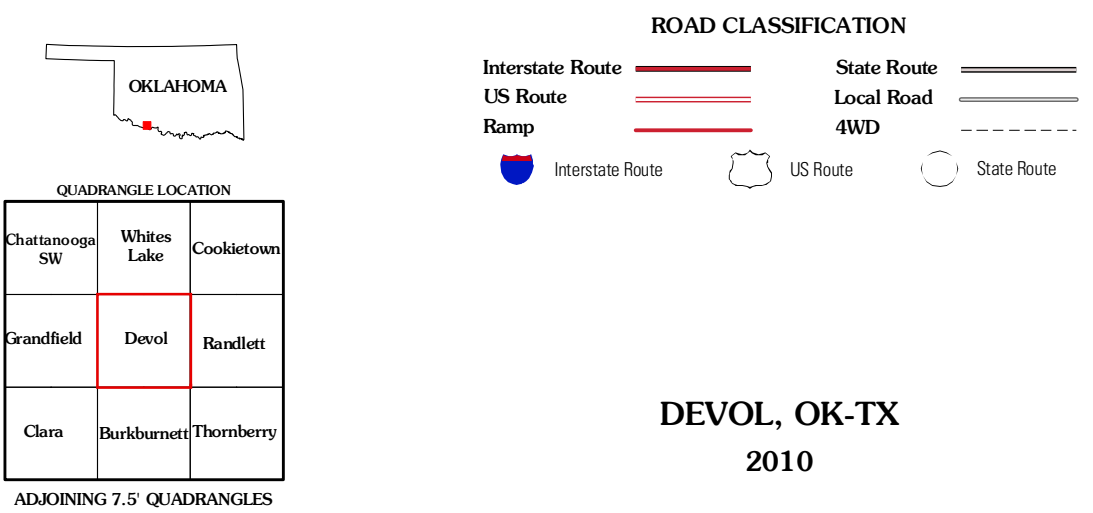 OKLAHOMA
QUADRANGLE LOCATION
Chattanooga
SW
Whites
Lake
Cookietown
Grandfield
Devol
Randlett
Clara
Burkburnett
Thornberry
ADJOINING 7.5' QUADRANGLES
ROAD CLASSIFICATION
Interstate Route
State Route
US Route
Local Road
Ramp
4WD
Interstate Route
US Route
State Route
DEVOL, OK-TX
2010